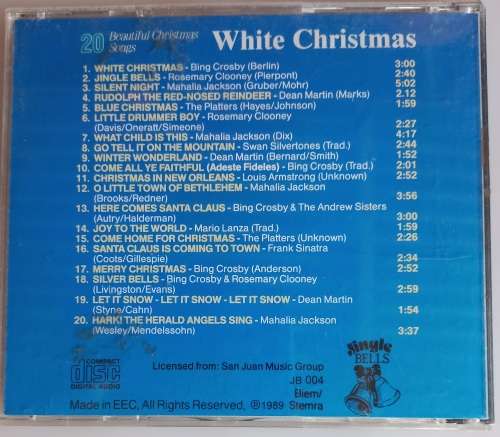 20 Beautiful Christmas Songs
White Christmas
1. WHITE CHRISTMAS - Bing Crosby (Berlin) 3:00
2. JINGLE BELLS - Rosemary Clooney (Pierpont) 2:40
3. SILENT NIGHT - Mahalia Jackson (Gruber/Mohr) 5:02
4. RUDOLPH THE RED-NOSED REINDEER - Dean Martin (Marks) 2.12
5. BLUE CHRISTMAS - The Platters (Hayes/Johnson) 1:59
6. LITTLE DRUMMER BOY - Rosemary Clooney
(Davis/Oneratt/Simeone) 2:27
7. WHAT CHILD IS THIS - Mahalia Jackson (Dix) 4:17
8. GO TELL IT ON THE MOUNTAIN - Swan Silvertones (Trad.) 2:44
9. WINTER WONDERLAND - Dean Martin (Bernard/Smith) 1:52
10. COME ALL YE FAITHFUL (Adeste Fideles) - Bing Crosby (Trad.) 2:01
11. CHRISTMAS IN NEW ORLEANS - Louis Armstrong (Unknown) 2:52
12. O LITTLE TOWN OF BETHLEHEM - Mahalia Jackson
(Brooks/Redner) 3:56
13. HERE COMES SANTA CLAUS - Bing Crosby & The Andrew Sisters
(Autry/Halderman) 3:00
14. JOY TO THE WORLD - Mario Lanza (Trad.) 1:59
15. COME HOME FOR CHRISTMAS - The Platters (Unknown) 2:26
16. SANTA CLAUS IS COMING TO TOWN - Frank Sinatra
(Coots/Gillespie) 2:34
17. MERRY CHRISTMAS - Bing Crosby (Anderson) 2:52
18. SILVER BELLS - Bing Crosby & Rosemary Clooney
(Livingston/Evans) 2:59
19. LET IT SNOW - LET IT SNOW - LET IT SNOW - Dean Martin
(Styne/Cahn) 1:54
20. HARK! THE HERALD ANGELS SING - Mahalia Jackson
(Wesley/Mendelssohn) 3:37
COMPACT
disc
DIGITAL AUDIO
Licensed from: San Juan Music Group
JB 004
Bliem/
Stemra
Made in EEC, All Rights Reserved, ℗1989
Jingle
BELLS